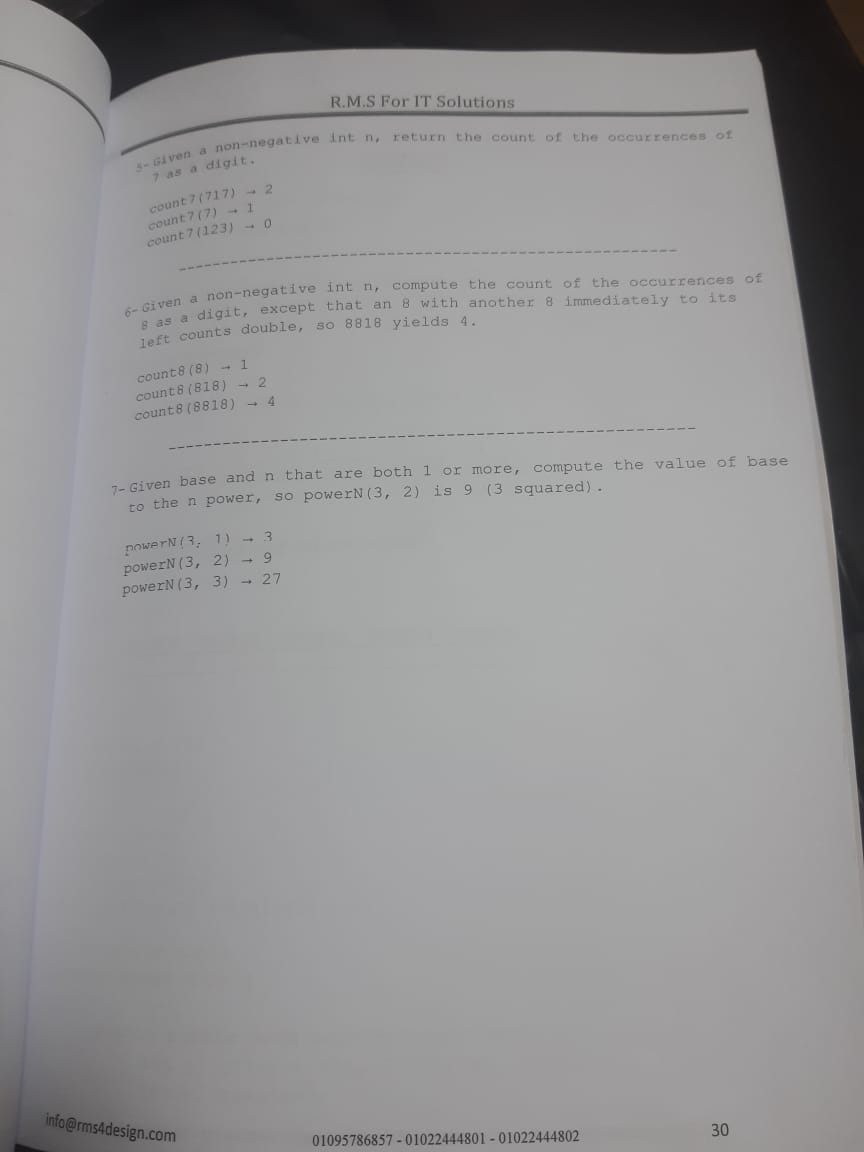 R.M.S For IT Solutions
5- Given a non-negative int n, return the count of the occurrences of
7 as a digit.
count7(717) → 2
count7(7) → 1
count7(123) → 0
6- Given a non-negative int n, compute the count of the occurrences of
8 as a digit, except that an 8 with another 8 immediately to its
left counts double, so 8818 yields 4.
count8(8) → 1
count8(818) → 2
count8(8818) → 4
7- Given base and n that are both 1 or more, compute the value of base
to the n power, so powerN(3, 2) is 9 (3 squared).
powerN(3, 1) → 3
powerN(3, 2) → 9
powerN(3, 3) → 27
info@rms4design.com
01095786857 - 01022444801 - 01022444802
30